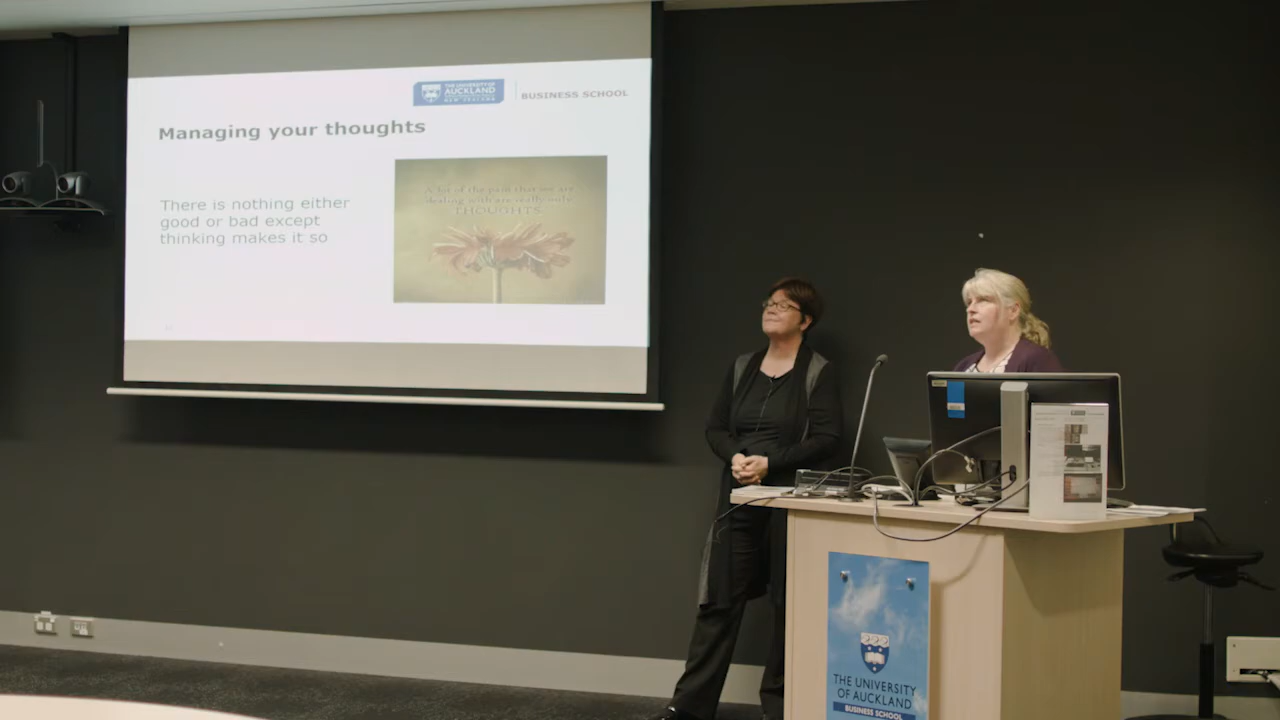 THE UNIVERSITY OF
AUCKLAND
NEW ZEALAND
BUSINESS SCHOOL
Managing your thoughts
There is nothing either
good or bad except
thinking makes it so
A lot of the pain that we are
dealing with are really only
THOUGHTS.
THE UNIVERSITY
OF AUCKLAND
BUSINESS SCHOOL